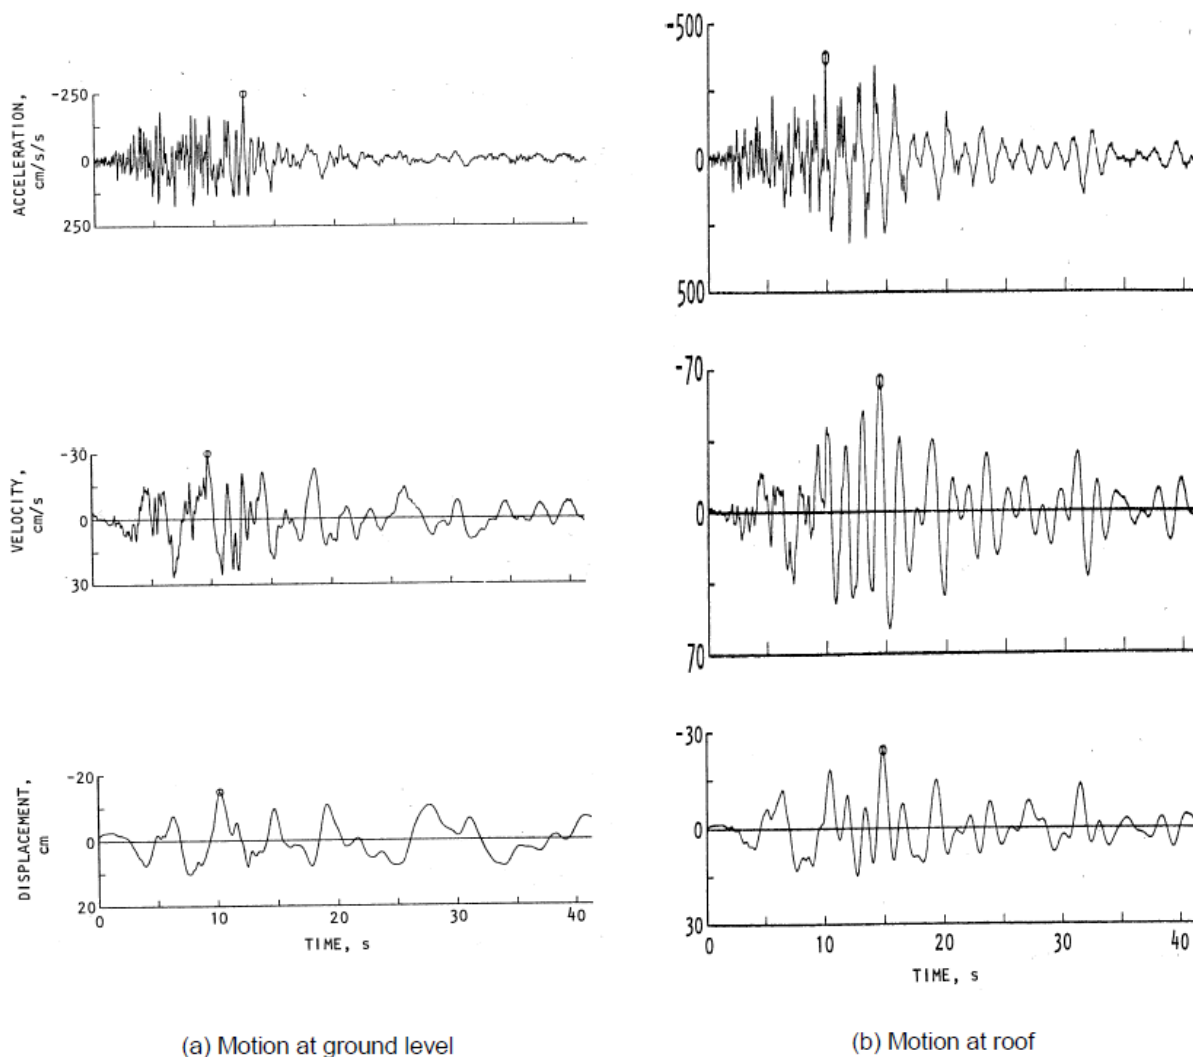 -250
ACCELERATION,
cm/s/s
0
250
-500
0
500
-30
VELOCITY,
cm/s
0
30
-70
0
70
-20
DISPLACEMENT,
cm
0
20
0 10 20 30 40
TIME, s
-30
0
30
0 10 20 30 40
TIME, s
(a) Motion at ground level
(b) Motion at roof